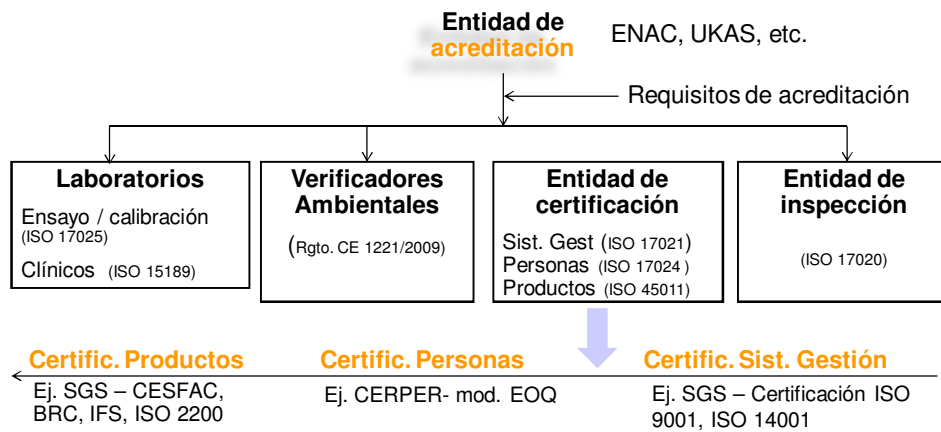 Entidad de
acreditación
ENAC, UKAS, etc.
Requisitos de acreditación
Laboratorios
Ensayo / calibración
(ISO 17025)
Clínicos (ISO 15189)
Verificadores
Ambientales
(Rgto. CE 1221/2009)
Entidad de
certificación
Sist. Gest (ISO 17021)
Personas (ISO 17024 )
Productos (ISO 45011)
Entidad de
inspección
(ISO 17020)
Certific. Productos
Ej. SGS – CESFAC,
BRC, IFS, ISO 2200
Certific. Personas
Ej. CERPER- mod. EOQ
Certific. Sist. Gestión
Ej. SGS – Certificación ISO
9001, ISO 14001